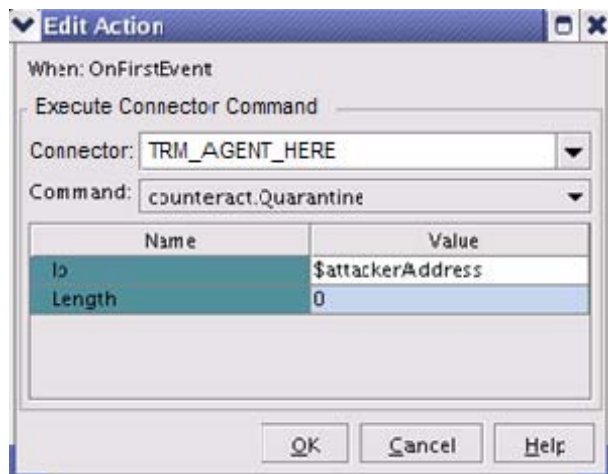 Edit Action
When: OnFirstEvent
Execute Connector Command
Connector: TRM_AGENT_HERE
Command: counteract.Quarantine
Name Value
Ip $attackerAddress
Length 0
OK Cancel Help